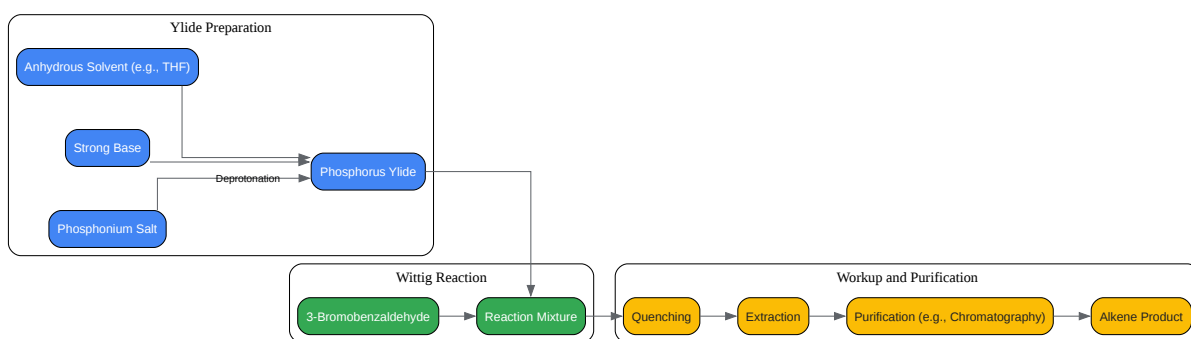 Ylide Preparation
Anhydrous Solvent (e.g., THF)
Strong Base
Phosphorus Ylide
Deprotonation
Phosphonium Salt
Wittig Reaction
3-Bromobenzaldehyde
Reaction Mixture
Workup and Purification
Quenching
Extraction
Purification (e.g., Chromatography)
Alkene Product